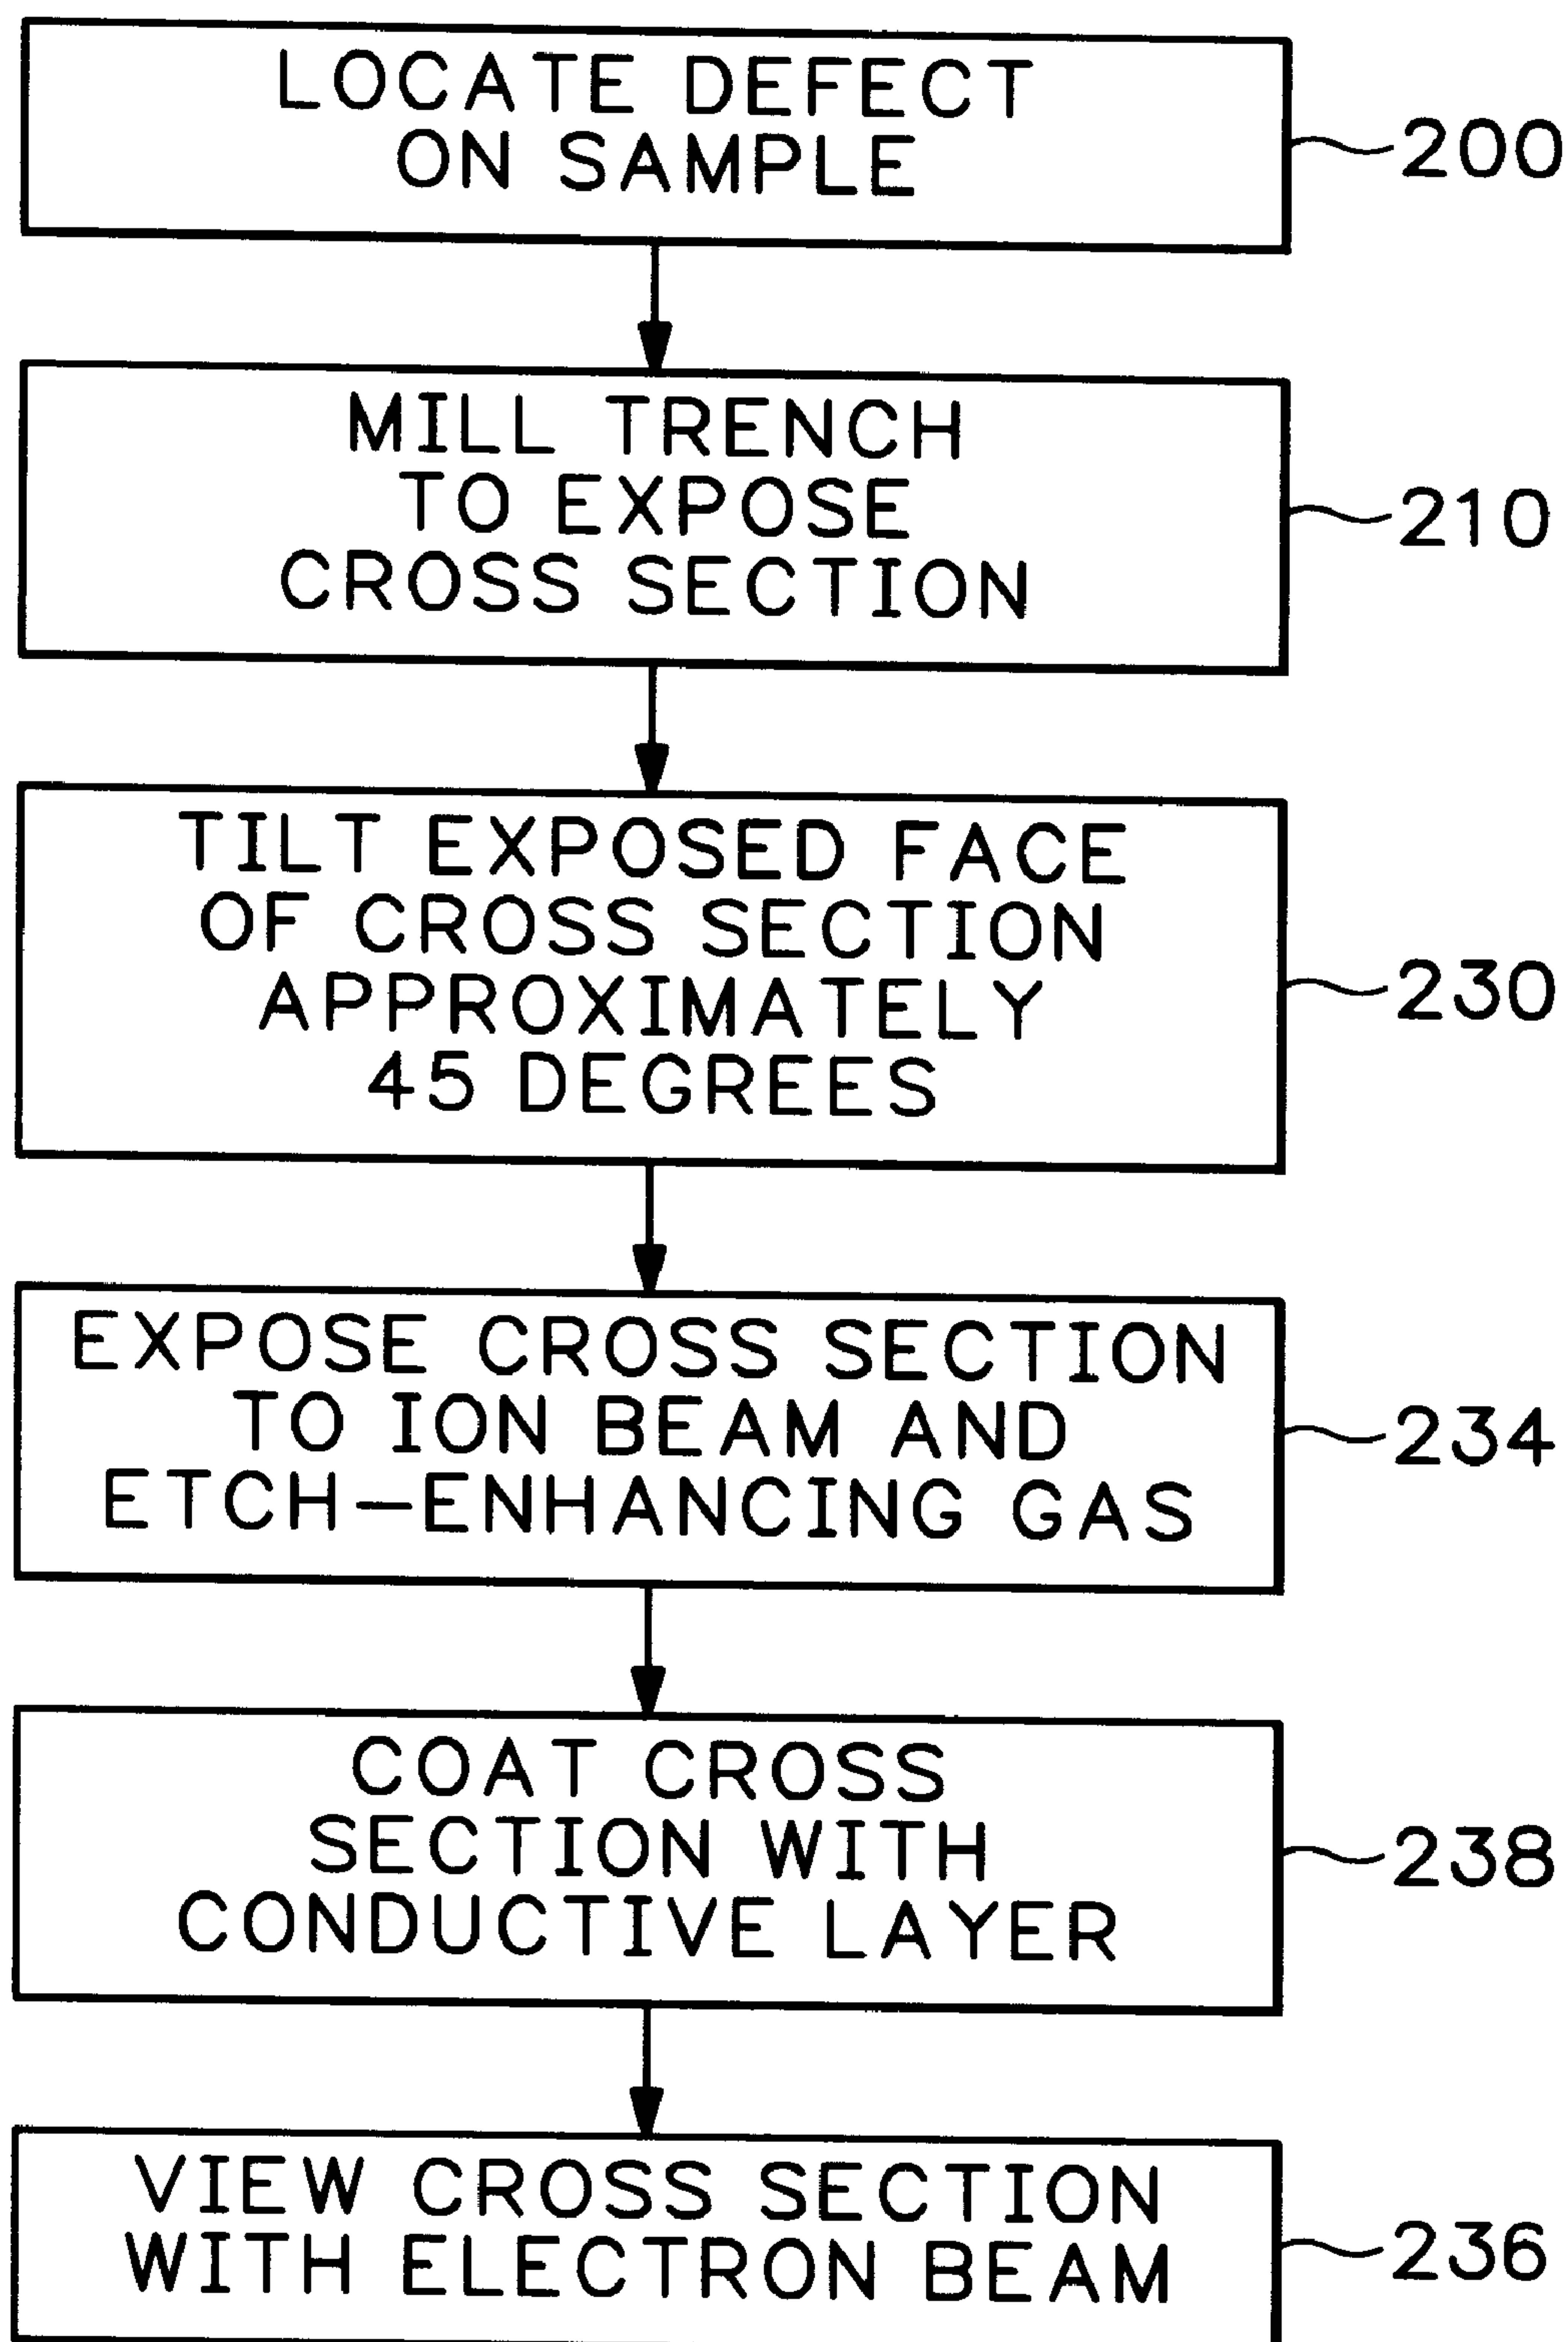 LOCATE DEFECT
ON SAMPLE
200
MILL TRENCH
TO EXPOSE
CROSS SECTION
210
TILT EXPOSED FACE
OF CROSS SECTION
APPROXIMATELY
45 DEGREES
230
EXPOSE CROSS SECTION
TO ION BEAM AND
ETCH-ENHANCING GAS
234
COAT CROSS
SECTION WITH
CONDUCTIVE LAYER
238
VIEW CROSS SECTION
WITH ELECTRON BEAM
236